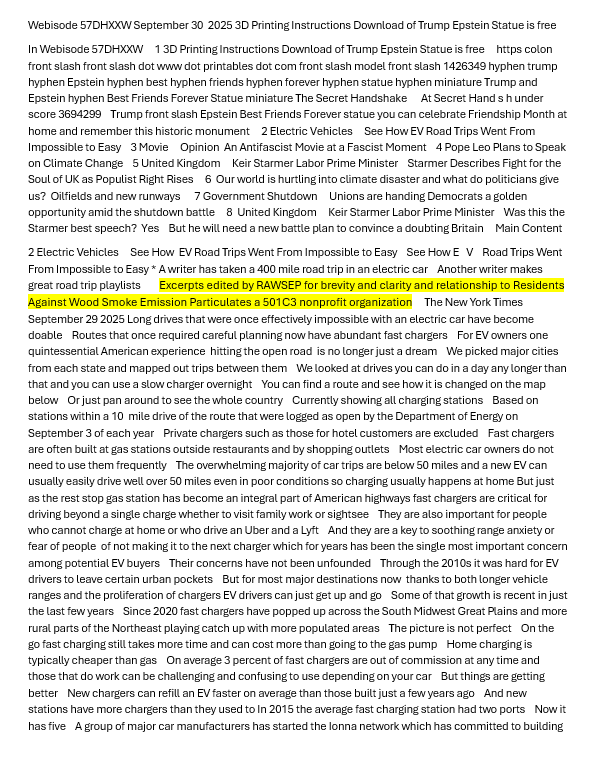 Webisode 57DHXXW September 30  2025 3D Printing Instructions Download of Trump Epstein Statue is free
In Webisode 57DHXXW    1 3D Printing Instructions Download of Trump Epstein Statue is free    https colon
front slash front slash dot www dot printables dot com front slash model front slash 1426349 hyphen trump
hyphen Epstein hyphen best hyphen friends hyphen forever hyphen statue hyphen miniature Trump and
Epstein hyphen Best Friends Forever Statue miniature The Secret Handshake    At Secret Hand s h under
score 3694299    Trump front slash Epstein Best Friends Forever statue you can celebrate Friendship Month at
home and remember this historic monument    2 Electric Vehicles    See How EV Road Trips Went From
Impossible to Easy    3 Movie    Opinion  An Antifascist Movie at a Fascist Moment    4 Pope Leo Plans to Speak
on Climate Change    5 United Kingdom    Keir Starmer Labor Prime Minister    Starmer Describes Fight for the
Soul of UK as Populist Right Rises    6  Our world is hurtling into climate disaster and what do politicians give
us?  Oilfields and new runways    7 Government Shutdown    Unions are handing Democrats a golden
opportunity amid the shutdown battle    8  United Kingdom    Keir Starmer Labor Prime Minister    Was this the
Starmer best speech?  Yes    But he will need a new battle plan to convince a doubting Britain    Main Content
2 Electric Vehicles    See How  EV Road Trips Went From Impossible to Easy    See How E   V   Road Trips Went
From Impossible to Easy * A writer has taken a 400 mile road trip in an electric car    Another writer makes
great road trip playlists      Excerpts edited by RAWSEP for brevity and clarity and relationship to Residents
Against Wood Smoke Emission Particulates a 501C3 nonprofit organization    The New York Times
September 29 2025 Long drives that were once effectively impossible with an electric car have become
doable    Routes that once required careful planning now have abundant fast chargers    For EV owners one
quintessential American experience  hitting the open road  is no longer just a dream    We picked major cities
from each state and mapped out trips between them    We looked at drives you can do in a day any longer than
that and you can use a slow charger overnight    You can find a route and see how it is changed on the map
below    Or just pan around to see the whole country    Currently showing all charging stations    Based on
stations within a 10  mile drive of the route that were logged as open by the Department of Energy on
September 3 of each year    Private chargers such as those for hotel customers are excluded    Fast chargers
are often built at gas stations outside restaurants and by shopping outlets    Most electric car owners do not
need to use them frequently    The overwhelming majority of car trips are below 50 miles and a new EV can
usually easily drive well over 50 miles even in poor conditions so charging usually happens at home But just
as the rest stop gas station has become an integral part of American highways fast chargers are critical for
driving beyond a single charge whether to visit family work or sightsee    They are also important for people
who cannot charge at home or who drive an Uber and a Lyft    And they are a key to soothing range anxiety or
fear of people  of not making it to the next charger which for years has been the single most important concern
among potential EV buyers    Their concerns have not been unfounded    Through the 2010s it was hard for EV
drivers to leave certain urban pockets    But for most major destinations now  thanks to both longer vehicle
ranges and the proliferation of chargers EV drivers can just get up and go    Some of that growth is recent in just
the last few years    Since 2020 fast chargers have popped up across the South Midwest Great Plains and more
rural parts of the Northeast playing catch up with more populated areas    The picture is not perfect    On the
go fast charging still takes more time and can cost more than going to the gas pump    Home charging is
typically cheaper than gas    On average 3 percent of fast chargers are out of commission at any time and
those that do work can be challenging and confusing to use depending on your car    But things are getting
better    New chargers can refill an EV faster on average than those built just a few years ago    And new
stations have more chargers than they used to In 2015 the average fast charging station had two ports    Now it
has five    A group of major car manufacturers has started the Ionna network which has committed to building